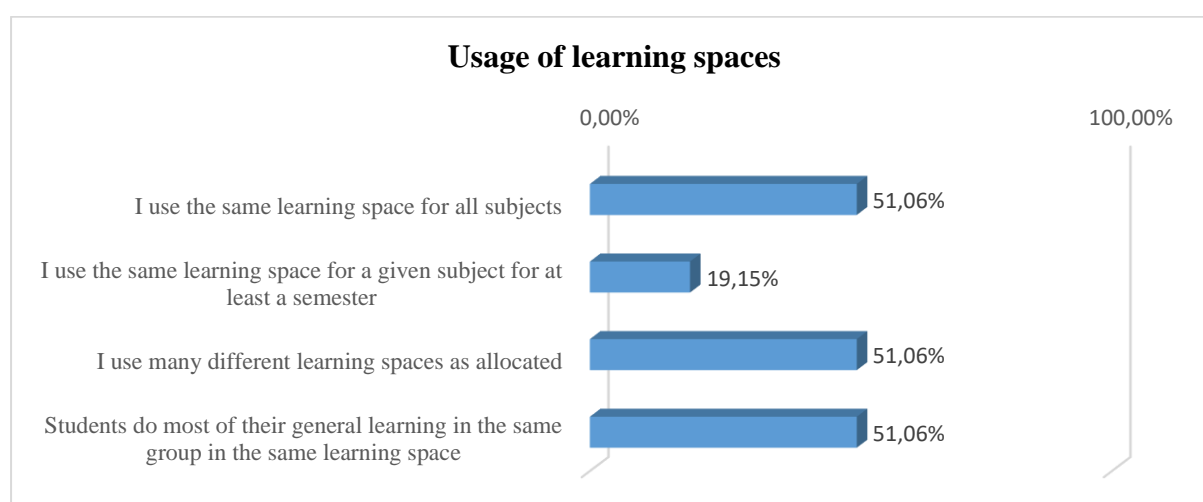 Usage of learning spaces
0,00%
100,00%
I use the same learning space for all subjects
51,06%
I use the same learning space for a given subject for at
least a semester
19,15%
I use many different learning spaces as allocated
51,06%
Students do most of their general learning in the same
group in the same learning space
51,06%